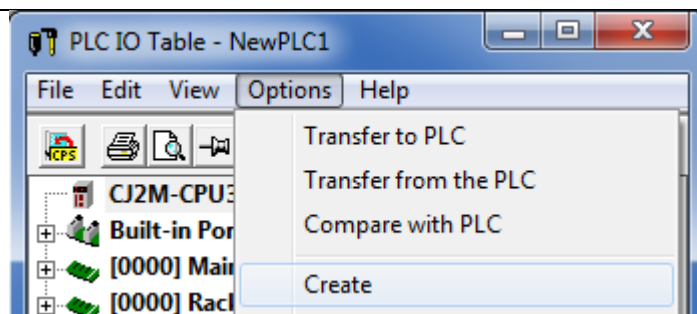 PLC IO Table - NewPLC1
File Edit View Options Help
CPS
Transfer to PLC
Transfer from the PLC
Compare with PLC
Create
CJ2M-CPU3
Built-in Por
[0000] Mai
[0000] Rac